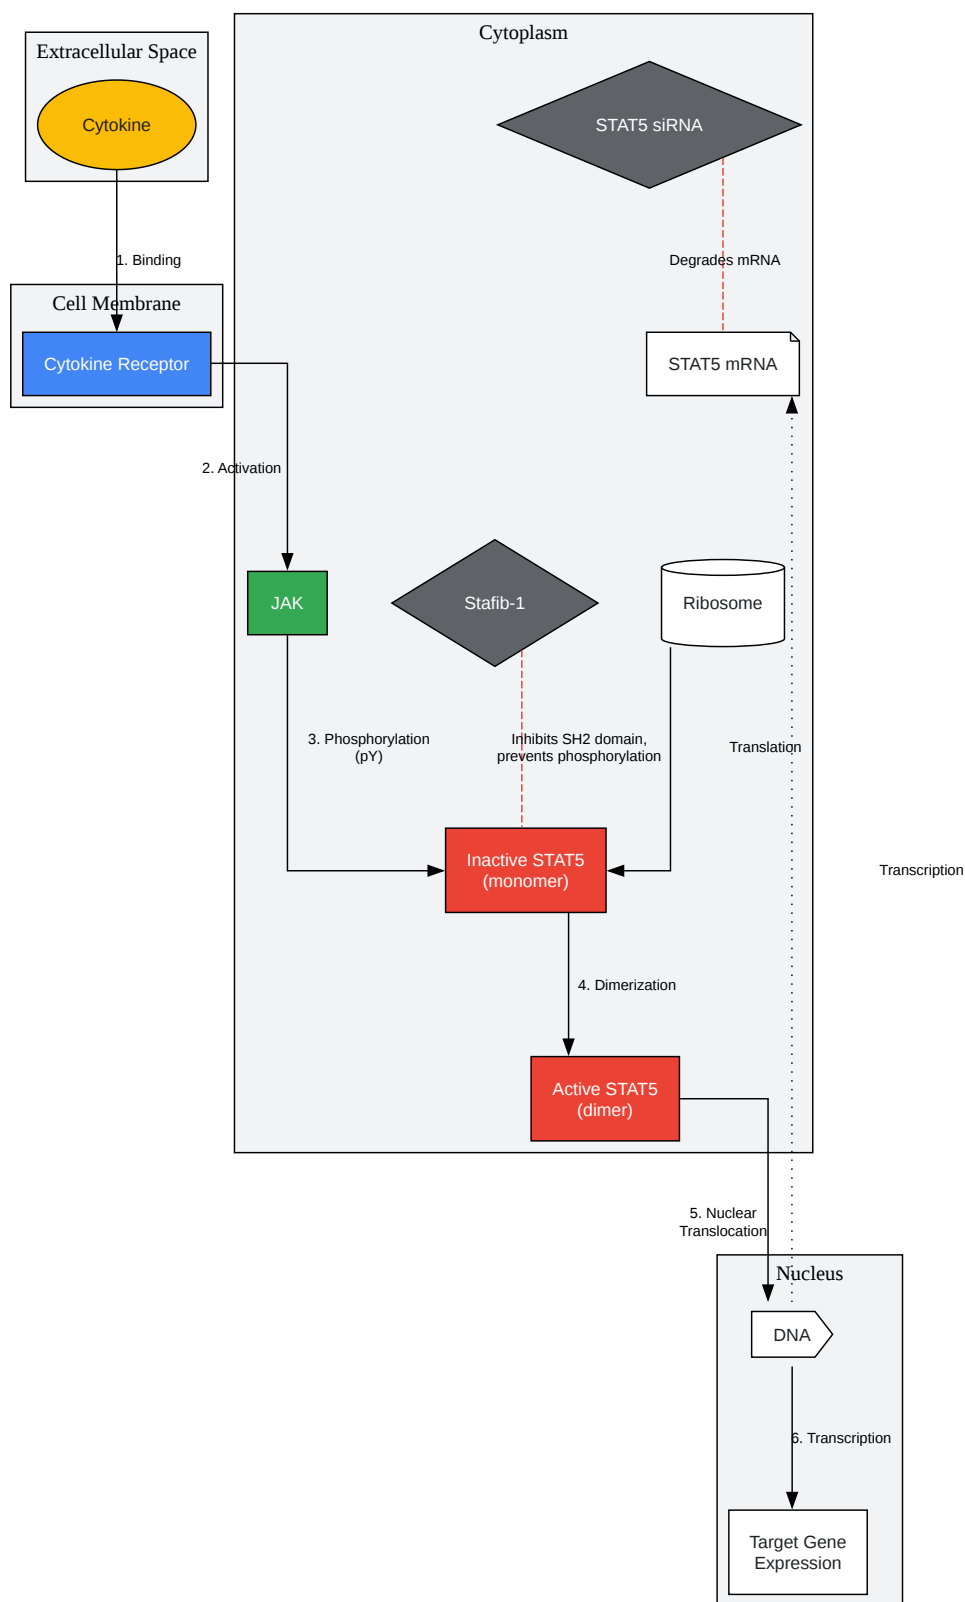 Cytoplasm
Extracellular Space
Cytokine
STAT5 siRNA
1. Binding
Degrades mRNA
Cell Membrane
Cytokine Receptor
STAT5 mRNA
2. Activation
JAK
Stafib-1
Ribosome
3. Phosphorylation
(pY)
Inhibits SH2 domain,
prevents phosphorylation
Translation
Inactive STAT5
(monomer)
Transcription
4. Dimerization
Active STAT5
(dimer)
5. Nuclear
Translocation
Nucleus
DNA
6. Transcription
Target Gene
Expression